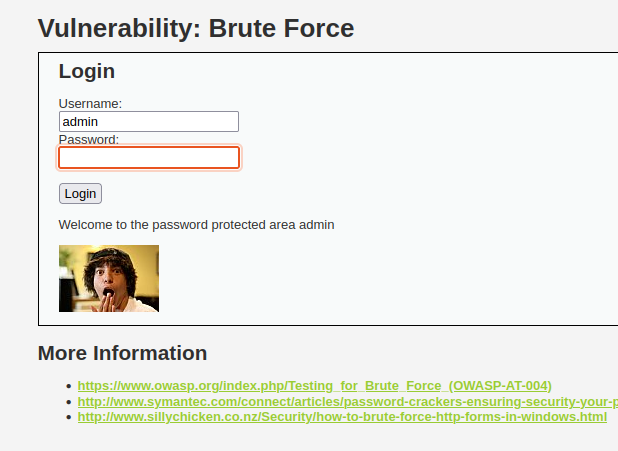 Vulnerability: Brute Force
Login
Username:
admin
Password:
Login
Welcome to the password protected area admin
More Information
https://www.owasp.org/index.php/Testing_for_Brute_Force_(OWASP-AT-004)
http://www.symantec.com/connect/articles/password-crackers-ensuring-security-your-p
http://www.sillychicken.co.nz/Security/how-to-brute-force-http-forms-in-windows.html